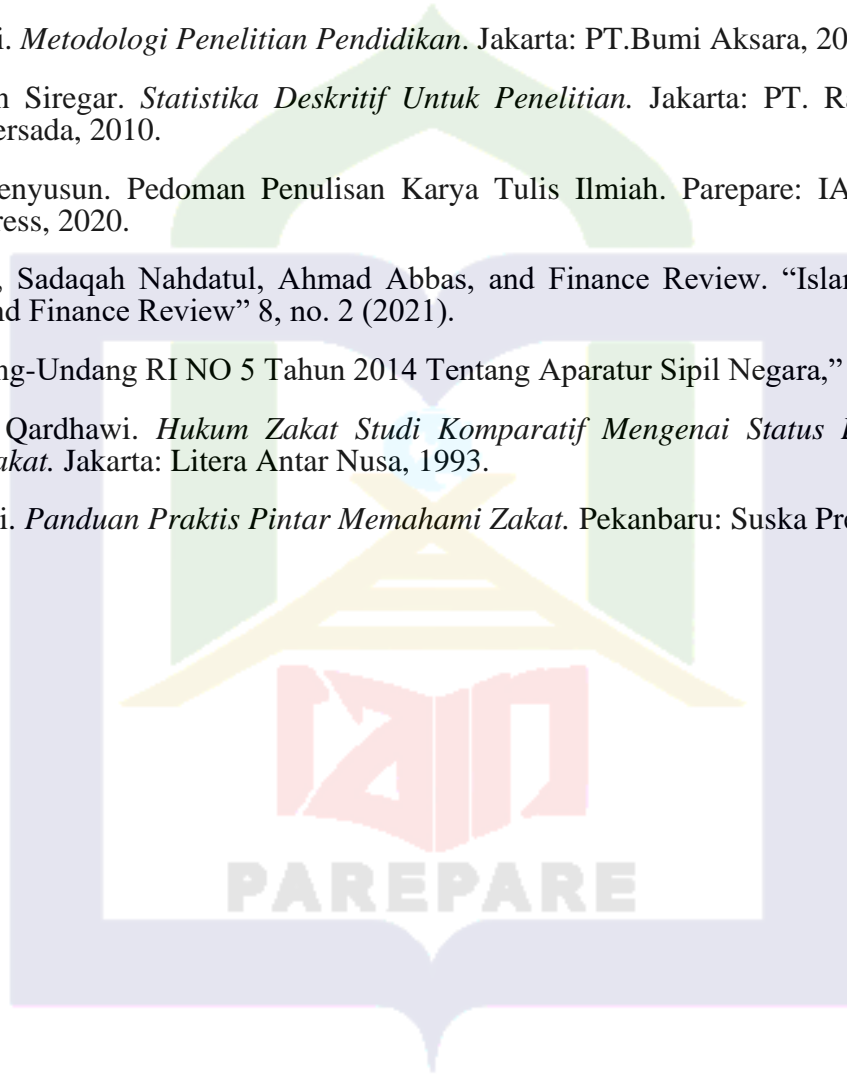 i. Metodologi Penelitian Pendidikan. Jakarta: PT.Bumi Aksara, 20
n Siregar. Statistika Deskritif Untuk Penelitian. Jakarta: PT. Ra
ersada, 2010.
enyusun. Pedoman Penulisan Karya Tulis Ilmiah. Parepare: IA
ress, 2020.
, Sadaqah Nahdatul, Ahmad Abbas, and Finance Review. “Islam
nd Finance Review” 8, no. 2 (2021).
ng-Undang RI NO 5 Tahun 2014 Tentang Aparatur Sipil Negara,”
Qardhawi. Hukum Zakat Studi Komparatif Mengenai Status
akat. Jakarta: Litera Antar Nusa, 1993.
i. Panduan Praktis Pintar Memahami Zakat. Pekanbaru: Suska Pre
iain
PAREPARE